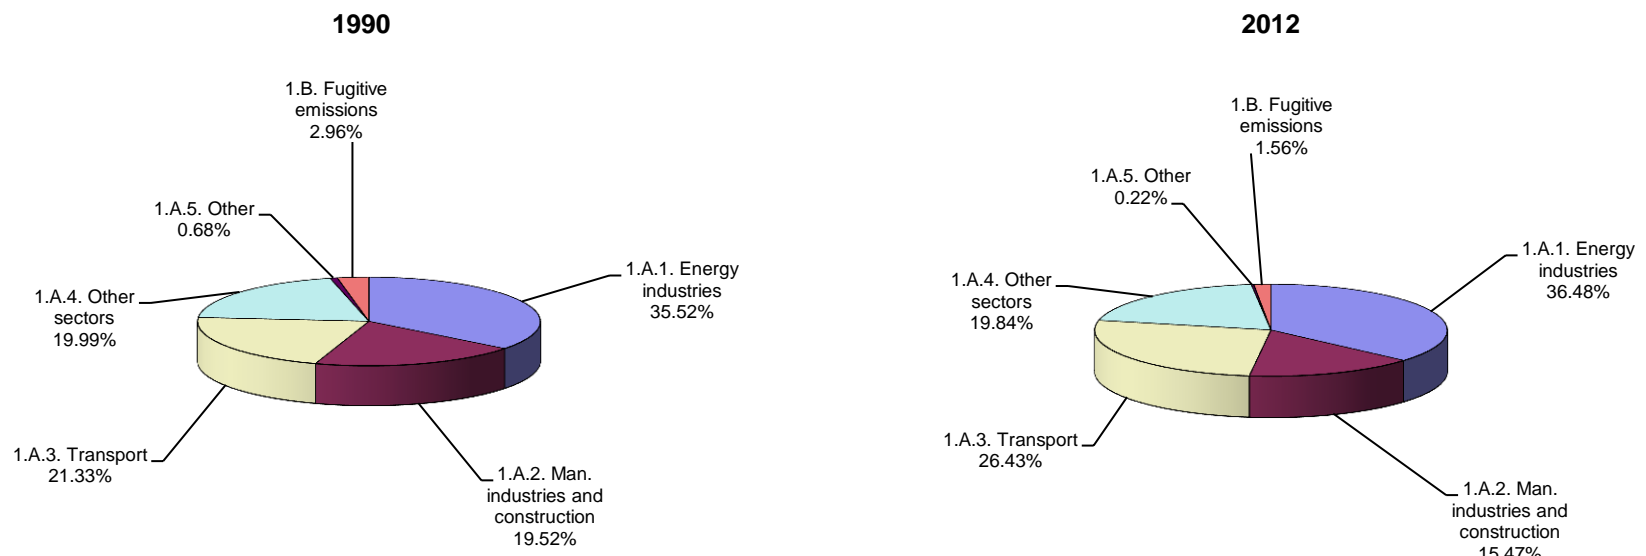 1990
1.B. Fugitive
emissions
2.96%
1.A.5. Other
0.68%
1.A.1. Energy
industries
35.52%
1.A.4. Other
sectors
19.99%
1.A.3. Transport
21.33%
1.A.2. Man.
industries and
construction
19.52%
2012
1.B. Fugitive
emissions
1.56%
1.A.5. Other
0.22%
1.A.1. Energy
industries
36.48%
1.A.4. Other
sectors
19.84%
1.A.3. Transport
26.43%
1.A.2. Man.
industries and
construction
15.47%